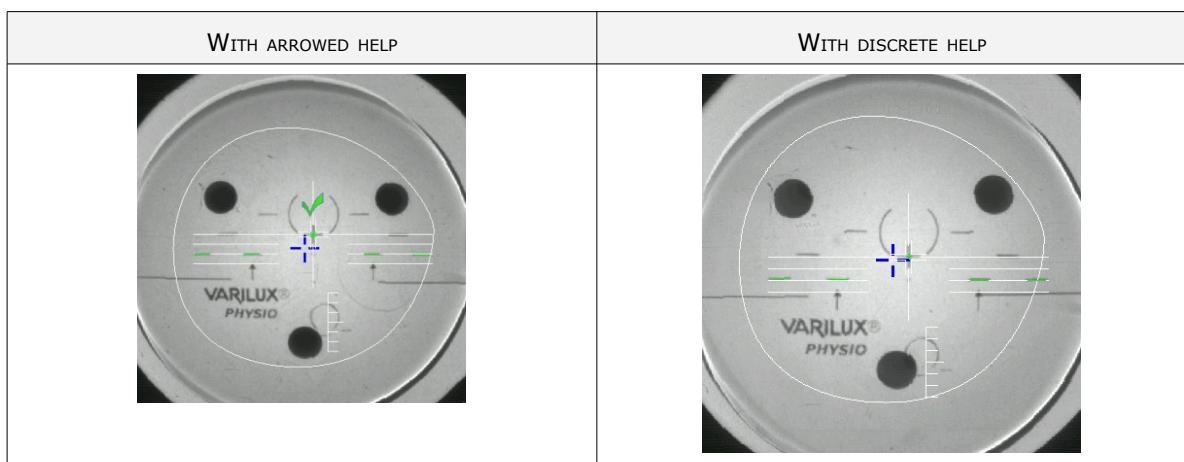 WITH ARROWED HELP
WITH DISCRETE HELP
VARILUX®
PHYSIO
VARILUX®
PHYSIO